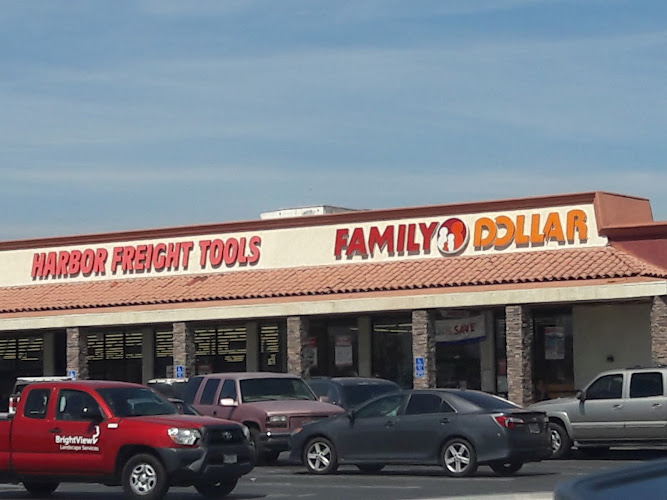 HARBOR FREIGHT TOOLS
FAMILY DOLLAR
SAVE
BrightView
Landscape Services